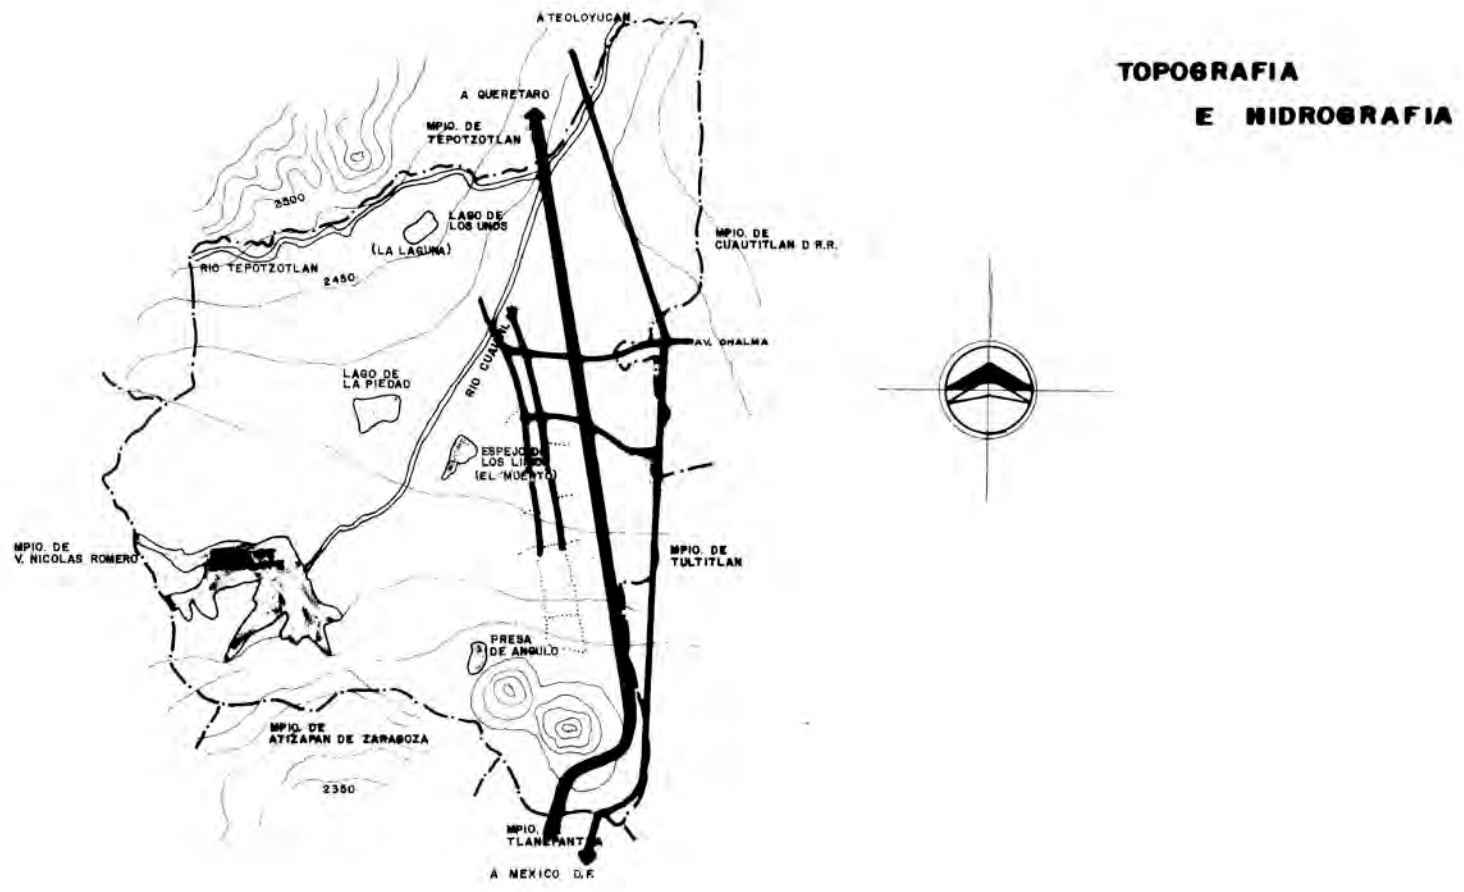 TOPOGRAFIA
E HIDROGRAFIA
A TEOLOYUCAN
A QUERETARO
MPIO. DE
TEPOTZOTLAN
2500
LAGO DE
LOS LIRIOS
(LA LAGUNA)
MPIO. DE
CUAUTITLAN D R.R.
RIO TEPOTZOTLAN
2450
AV. CHALMA
LAGO DE
LA PIEDAD
RIO
ESPEJO DE
LOS LIRIOS
(EL MUERTO)
MPIO. DE
V. NICOLAS ROMERO
MPIO. DE
TULTITLAN
PRESA
DE ANGULO
MPIO. DE
ATIZAPAN DE ZARAGOZA
2350
MPIO.
TLANEPANTLA
A MEXICO D.F.